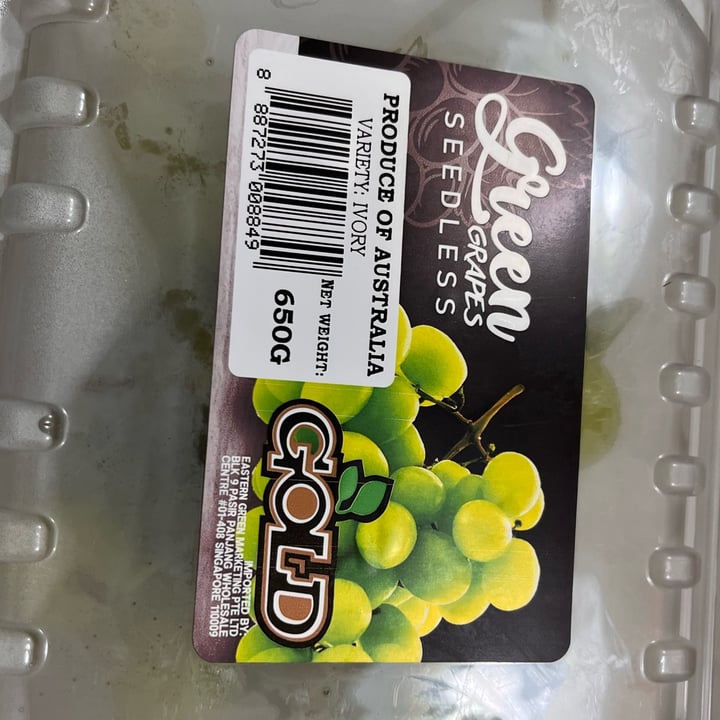 Green
GRAPES
SEEDLESS
PRODUCE OF AUSTRALIA
VARIETY: IVORY
8 887273 008849
NET WEIGHT:
650G
GOLD
IMPORTED BY:
EASTERN GREEN MARKETING PTE LTD
BLK 9 PASIR PANJANG WHOLESALE
CENTRE #01-408 SINGAPORE 110009